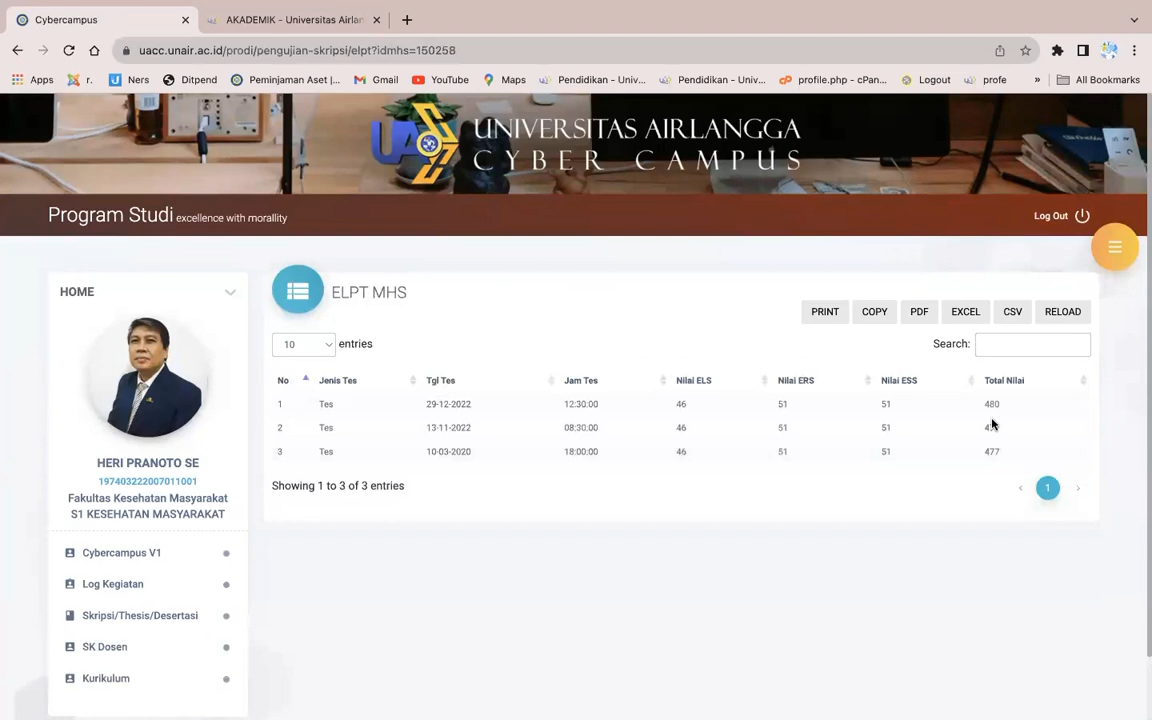 Cybercampus
AKADEMIK - Universitas Airlan
uacc.unair.ac.id/prodi/pengujian-skripsi/elpt?idmhs=150258
Apps r. Ners Ditpend Peminjaman Aset |... Gmail YouTube Maps Pendidikan - Univ... Pendidikan - Univ... profile.php - cPan... Logout profe » All Bookmarks
UNIVERSITAS AIRLANGGA
CYBER CAMPUS
Program Studi excellence with morallity
Log Out
HOME
ELPT MHS
PRINT COPY PDF EXCEL CSV RELOAD
10 entries
Search:
No Jenis Tes Tgl Tes Jam Tes Nilai ELS Nilai ERS Nilai ESS Total Nilai
1 Tes 29-12-2022 12:30:00 46 51 51 480
2 Tes 13-11-2022 08:30:00 46 51 51
3 Tes 10-03-2020 18:00:00 46 51 51 477
Showing 1 to 3 of 3 entries
‹ 1 ›
HERI PRANOTO SE
197403222007011001
Fakultas Kesehatan Masyarakat
S1 KESEHATAN MASYARAKAT
Cybercampus V1
Log Kegiatan
Skripsi/Thesis/Desertasi
SK Dosen
Kurikulum